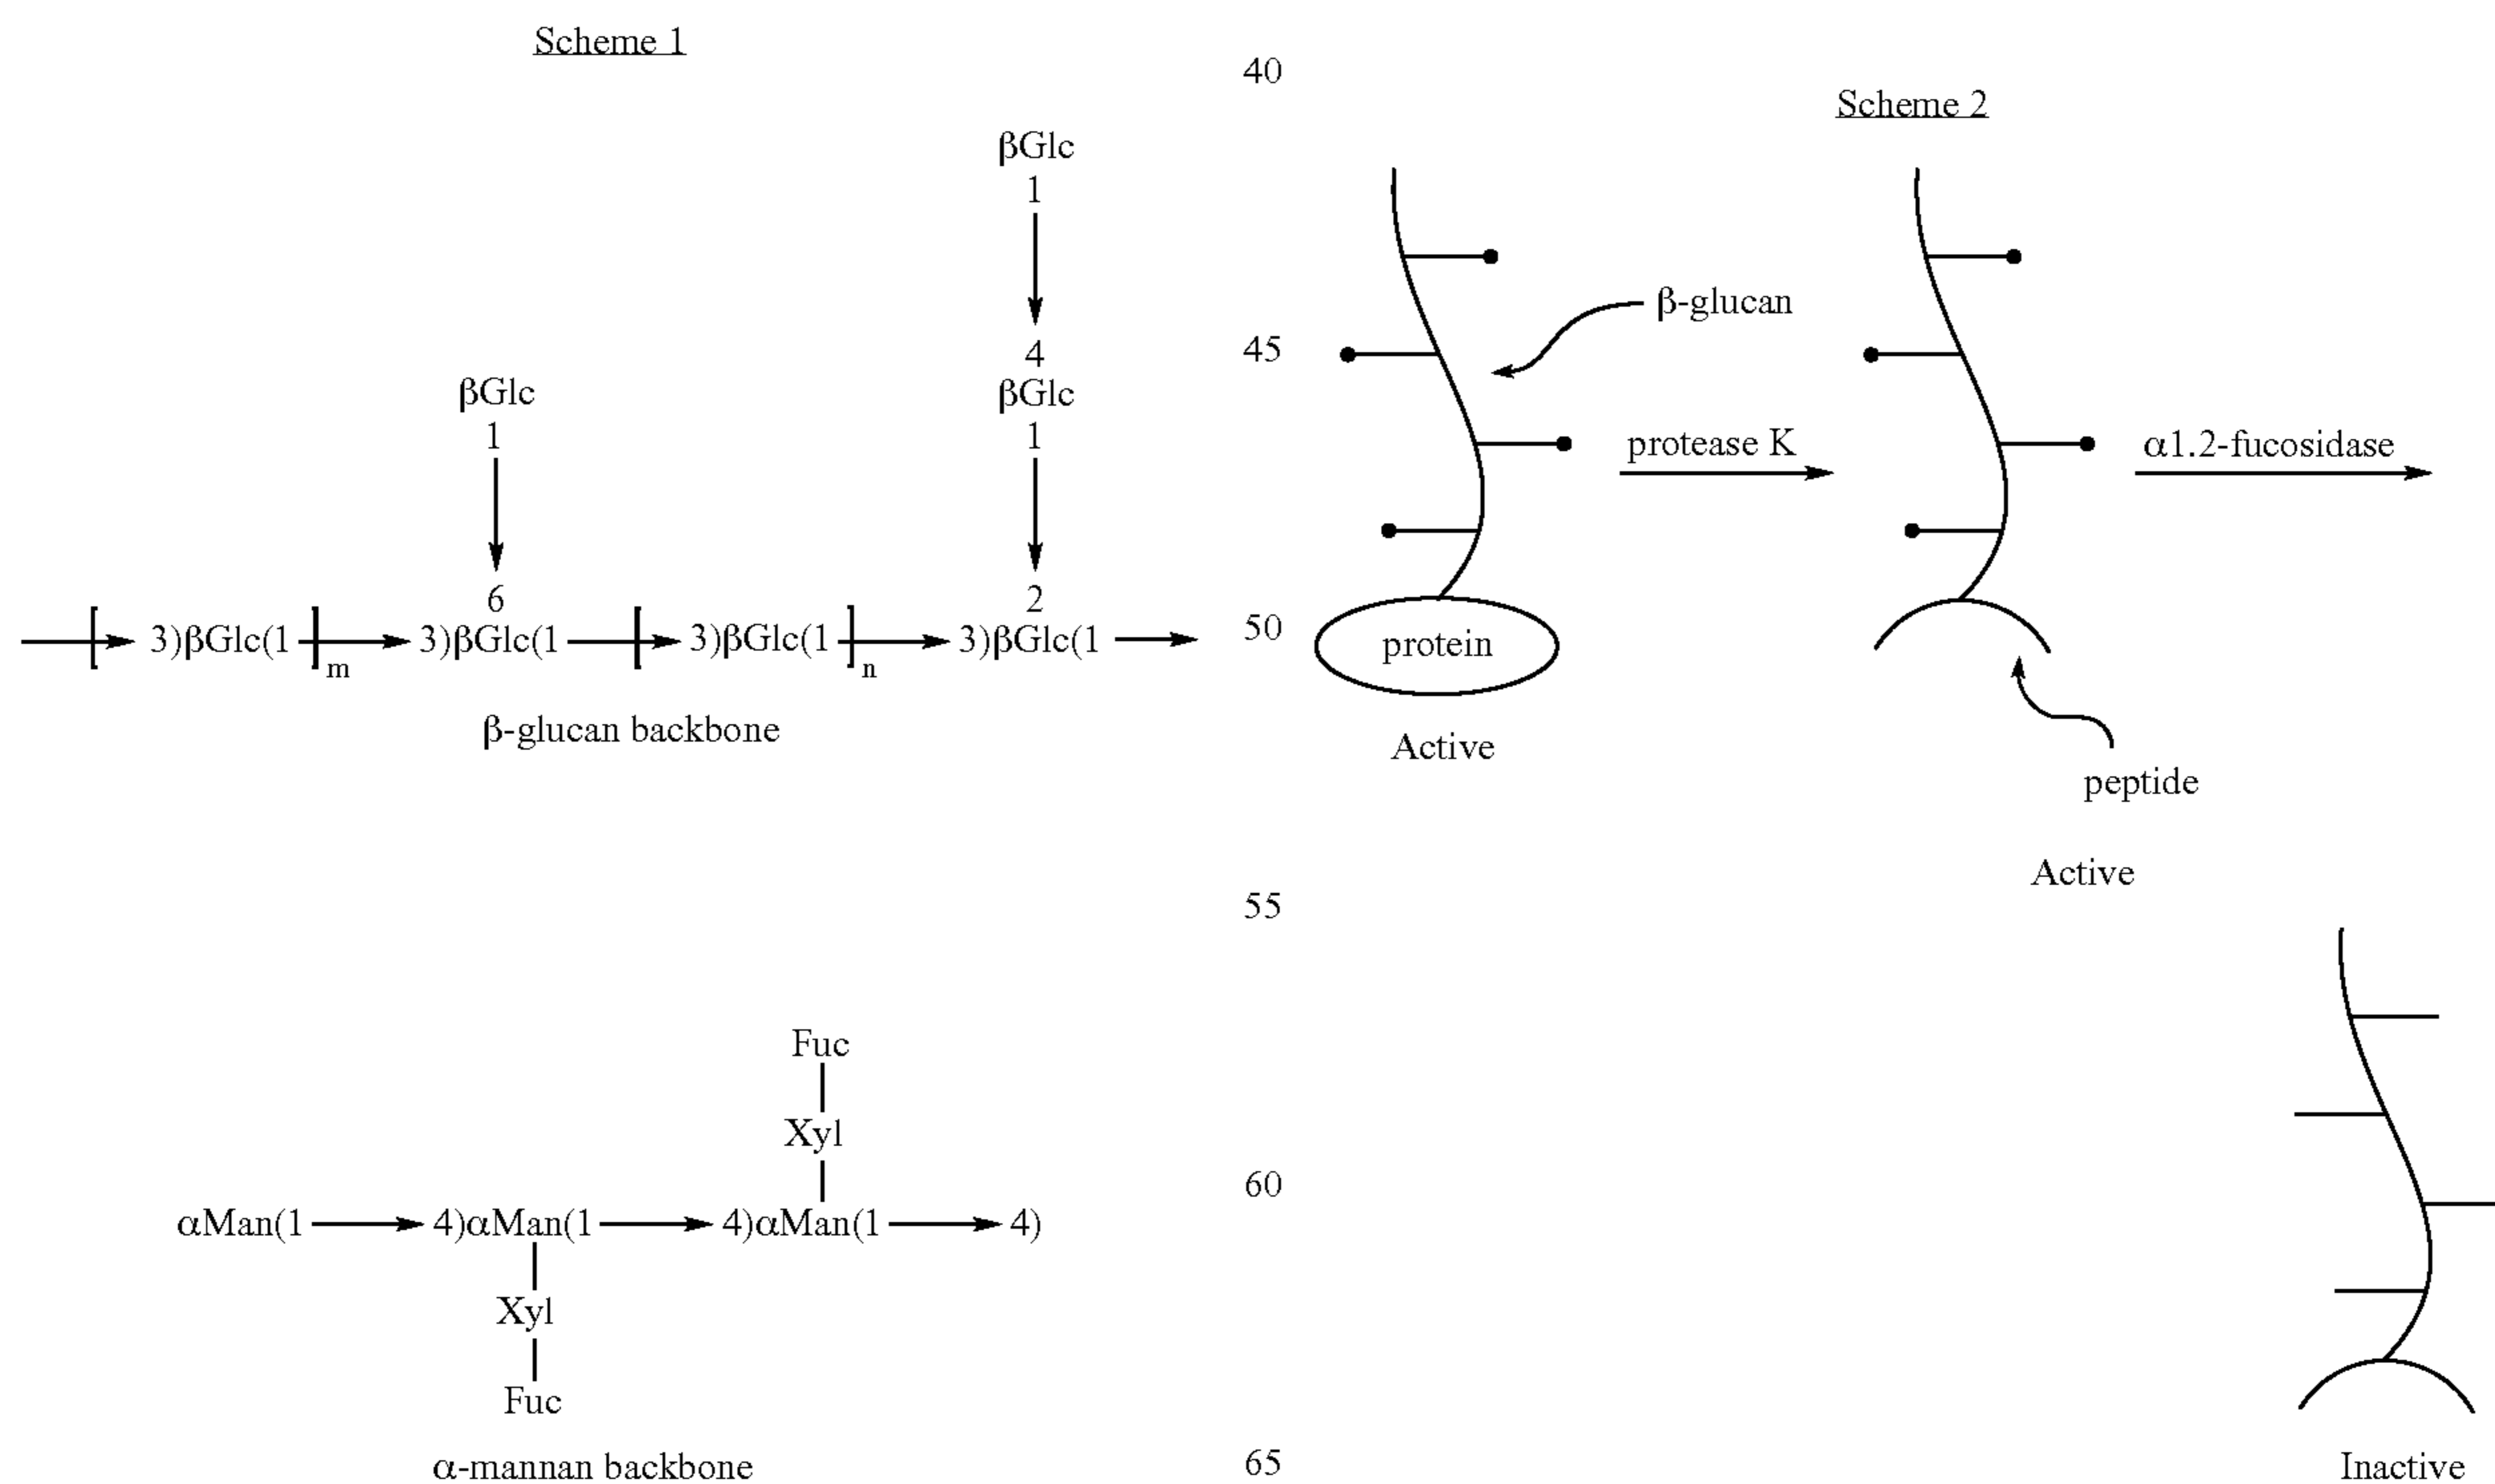 Scheme 1
βGlc
1
4
βGlc βGlc
1 1
6 2
3)βGlc(1 3)βGlc(1 3)βGlc(1 3)βGlc(1
m n
β-glucan backbone
Fuc
Xyl
αMan(1 4)αMan(1 4)αMan(1 4)
Xyl
Fuc
α-mannan backbone
40
45
50
55
60
65
Scheme 2
β-glucan
protease K α1.2-fucosidase
protein
Active
peptide
Active
Inactive